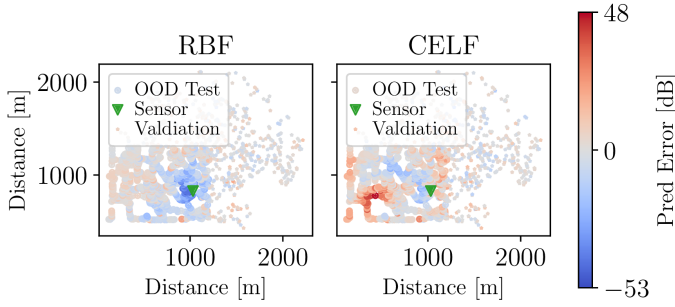 RBF
CELF
48
2000
1000
Distance [m]
OOD Test
Sensor
Valdiation
OOD Test
Sensor
Valdiation
0
Pred Error [dB]
1000
2000
1000
2000
Distance [m]
Distance [m]
−53